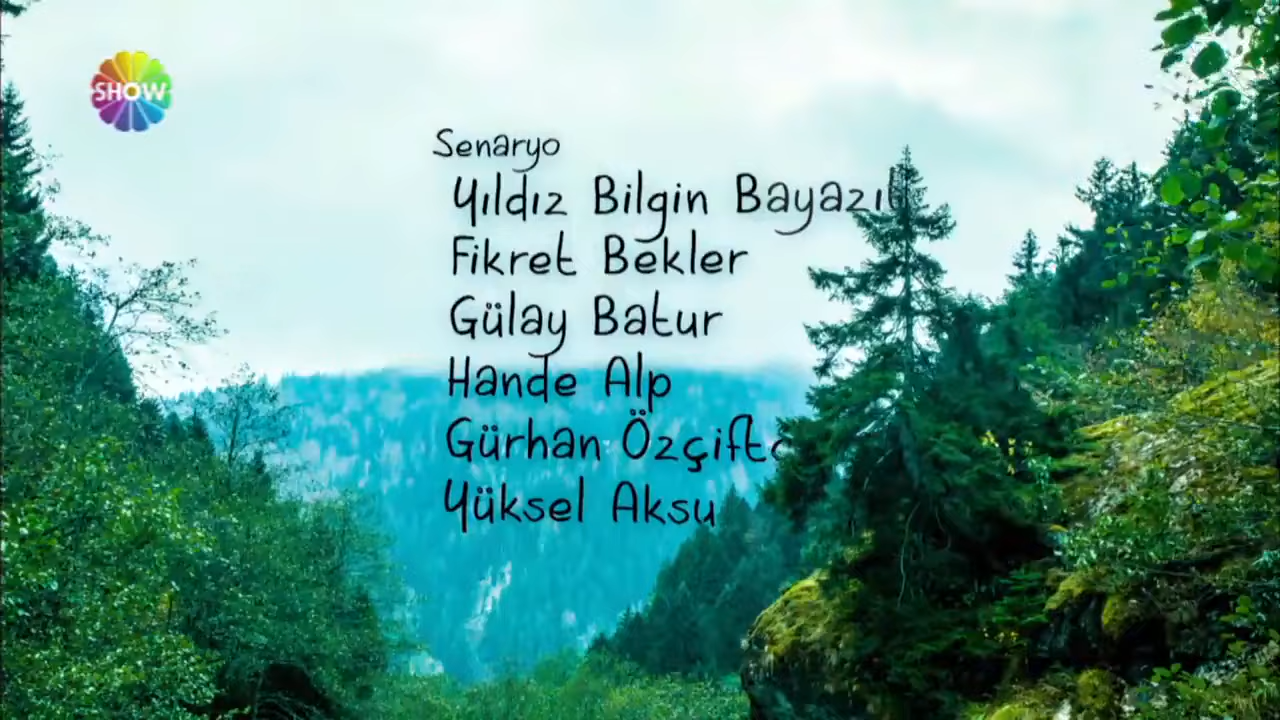 SHOW
Senaryo
Yıldız Bilgin
Fikret Bekler
Gülay Batur
Hande Alp
Gürhan
Yüksel Aksu